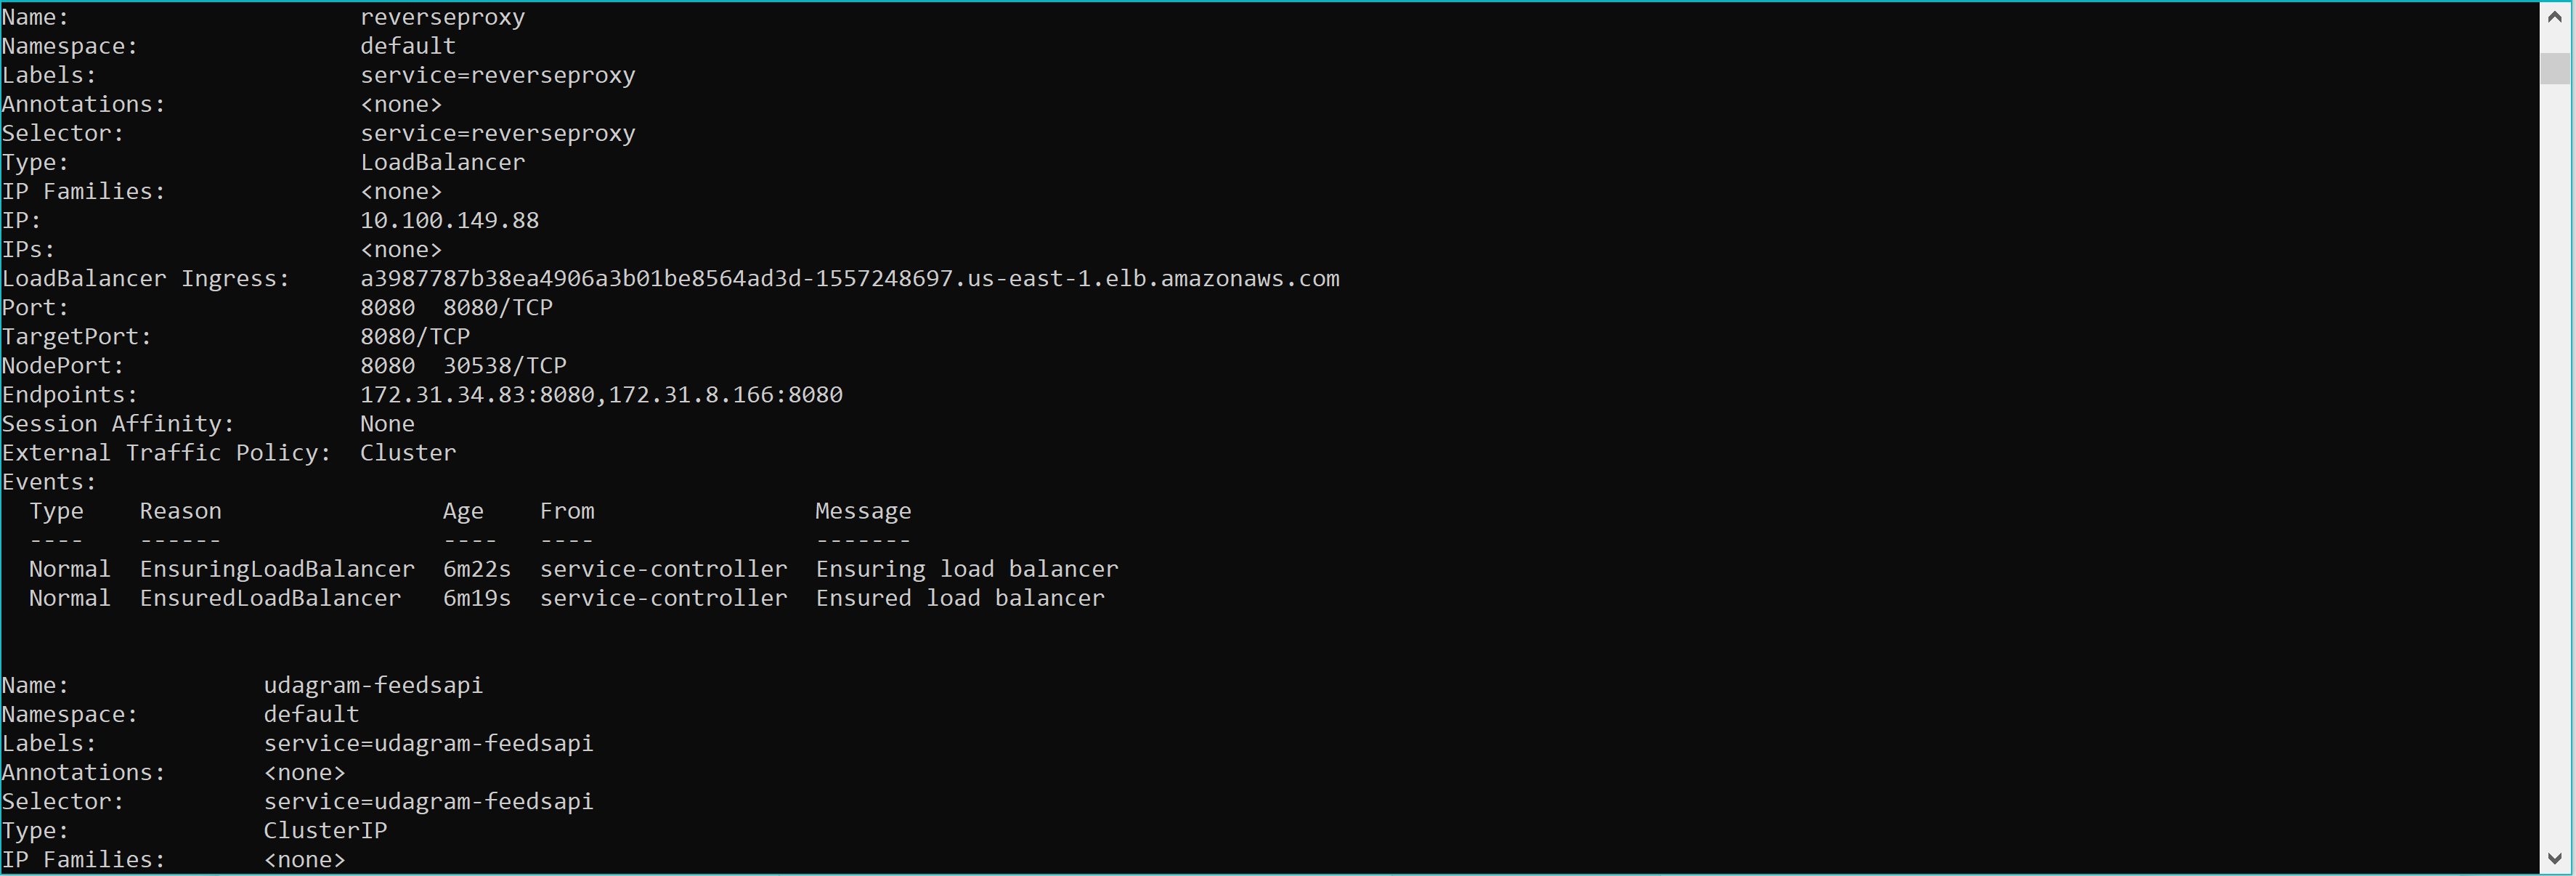 Name:                     reverseproxy
Namespace:                default
Labels:                   service=reverseproxy
Annotations:              <none>
Selector:                 service=reverseproxy
Type:                     LoadBalancer
IP Families:              <none>
IP:                       10.100.149.88
IPs:                      <none>
LoadBalancer Ingress:     a3987787b38ea4906a3b01be8564ad3d-1557248697.us-east-1.elb.amazonaws.com
Port:                     8080  8080/TCP
TargetPort:               8080/TCP
NodePort:                 8080  30538/TCP
Endpoints:                172.31.34.83:8080,172.31.8.166:8080
Session Affinity:         None
External Traffic Policy:  Cluster
Events:
  Type    Reason                Age   From                Message
  ----    ------                ----  ----                -------
  Normal  EnsuringLoadBalancer  6m22s  service-controller  Ensuring load balancer
  Normal  EnsuredLoadBalancer   6m19s  service-controller  Ensured load balancer
Name:              udagram-feedsapi
Namespace:         default
Labels:            service=udagram-feedsapi
Annotations:       <none>
Selector:          service=udagram-feedsapi
Type:              ClusterIP
IP Families:       <none>